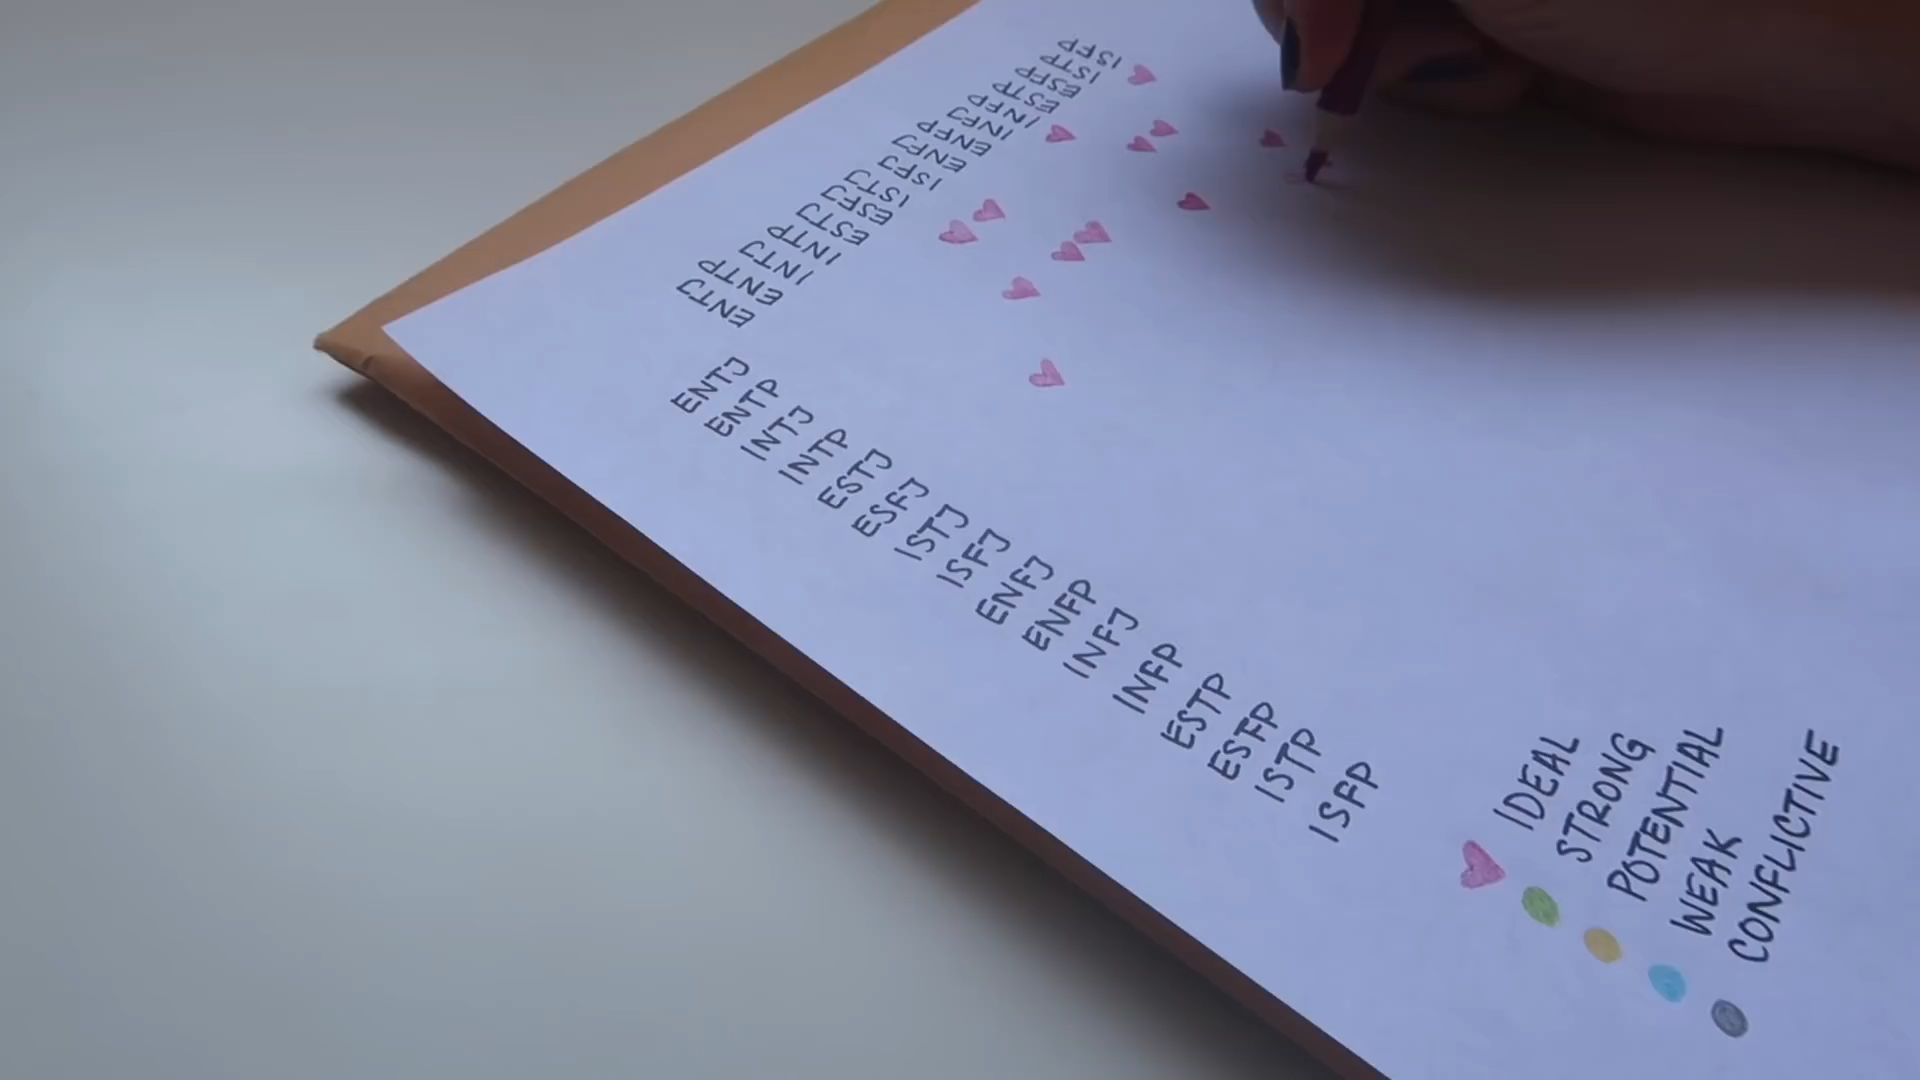 ENTJ
ENTP
INTJ
INTP
ESTJ
ESFJ
ISTJ
ISFJ
ENFJ
ENFP
INFJ
INFP
ESTP
ESFP
ISTP
ISFP
ENTJ
ENTP
INTJ
INTP
ESTJ
ESFJ
ISTJ
ISFJ
ENFJ
ENFP
INFJ
INFP
ESTP
ESFP
ISTP
ISFP
IDEAL
STRONG
POTENTIAL
WEAK
CONFLICTIVE